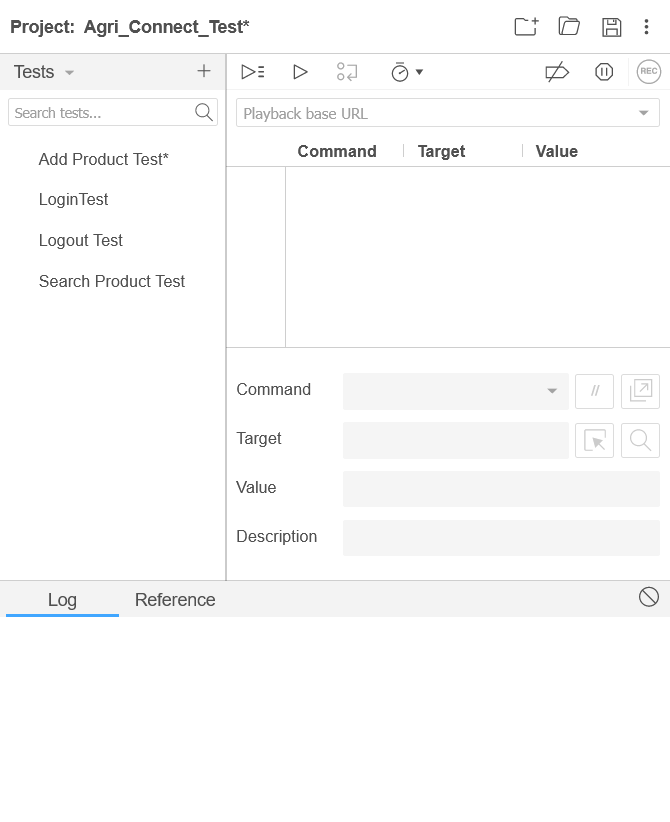 Project: Agri_Connect_Test*
Tests
REC
Search tests...
Playback base URL
Command Target Value
Add Product Test*
LoginTest
Logout Test
Search Product Test
Command
//
Target
Value
Description
Log Reference